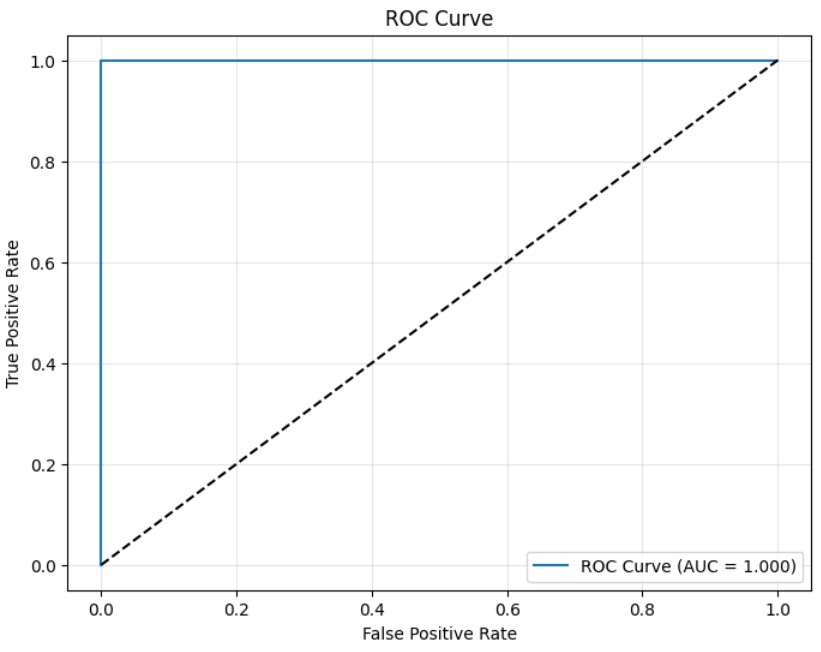 ROC Curve
1.0
0.8
0.6
0.4
0.2
0.0
True Positive Rate
ROC Curve (AUC = 1.000)
0.0 0.2 0.4 0.6 0.8 1.0
False Positive Rate